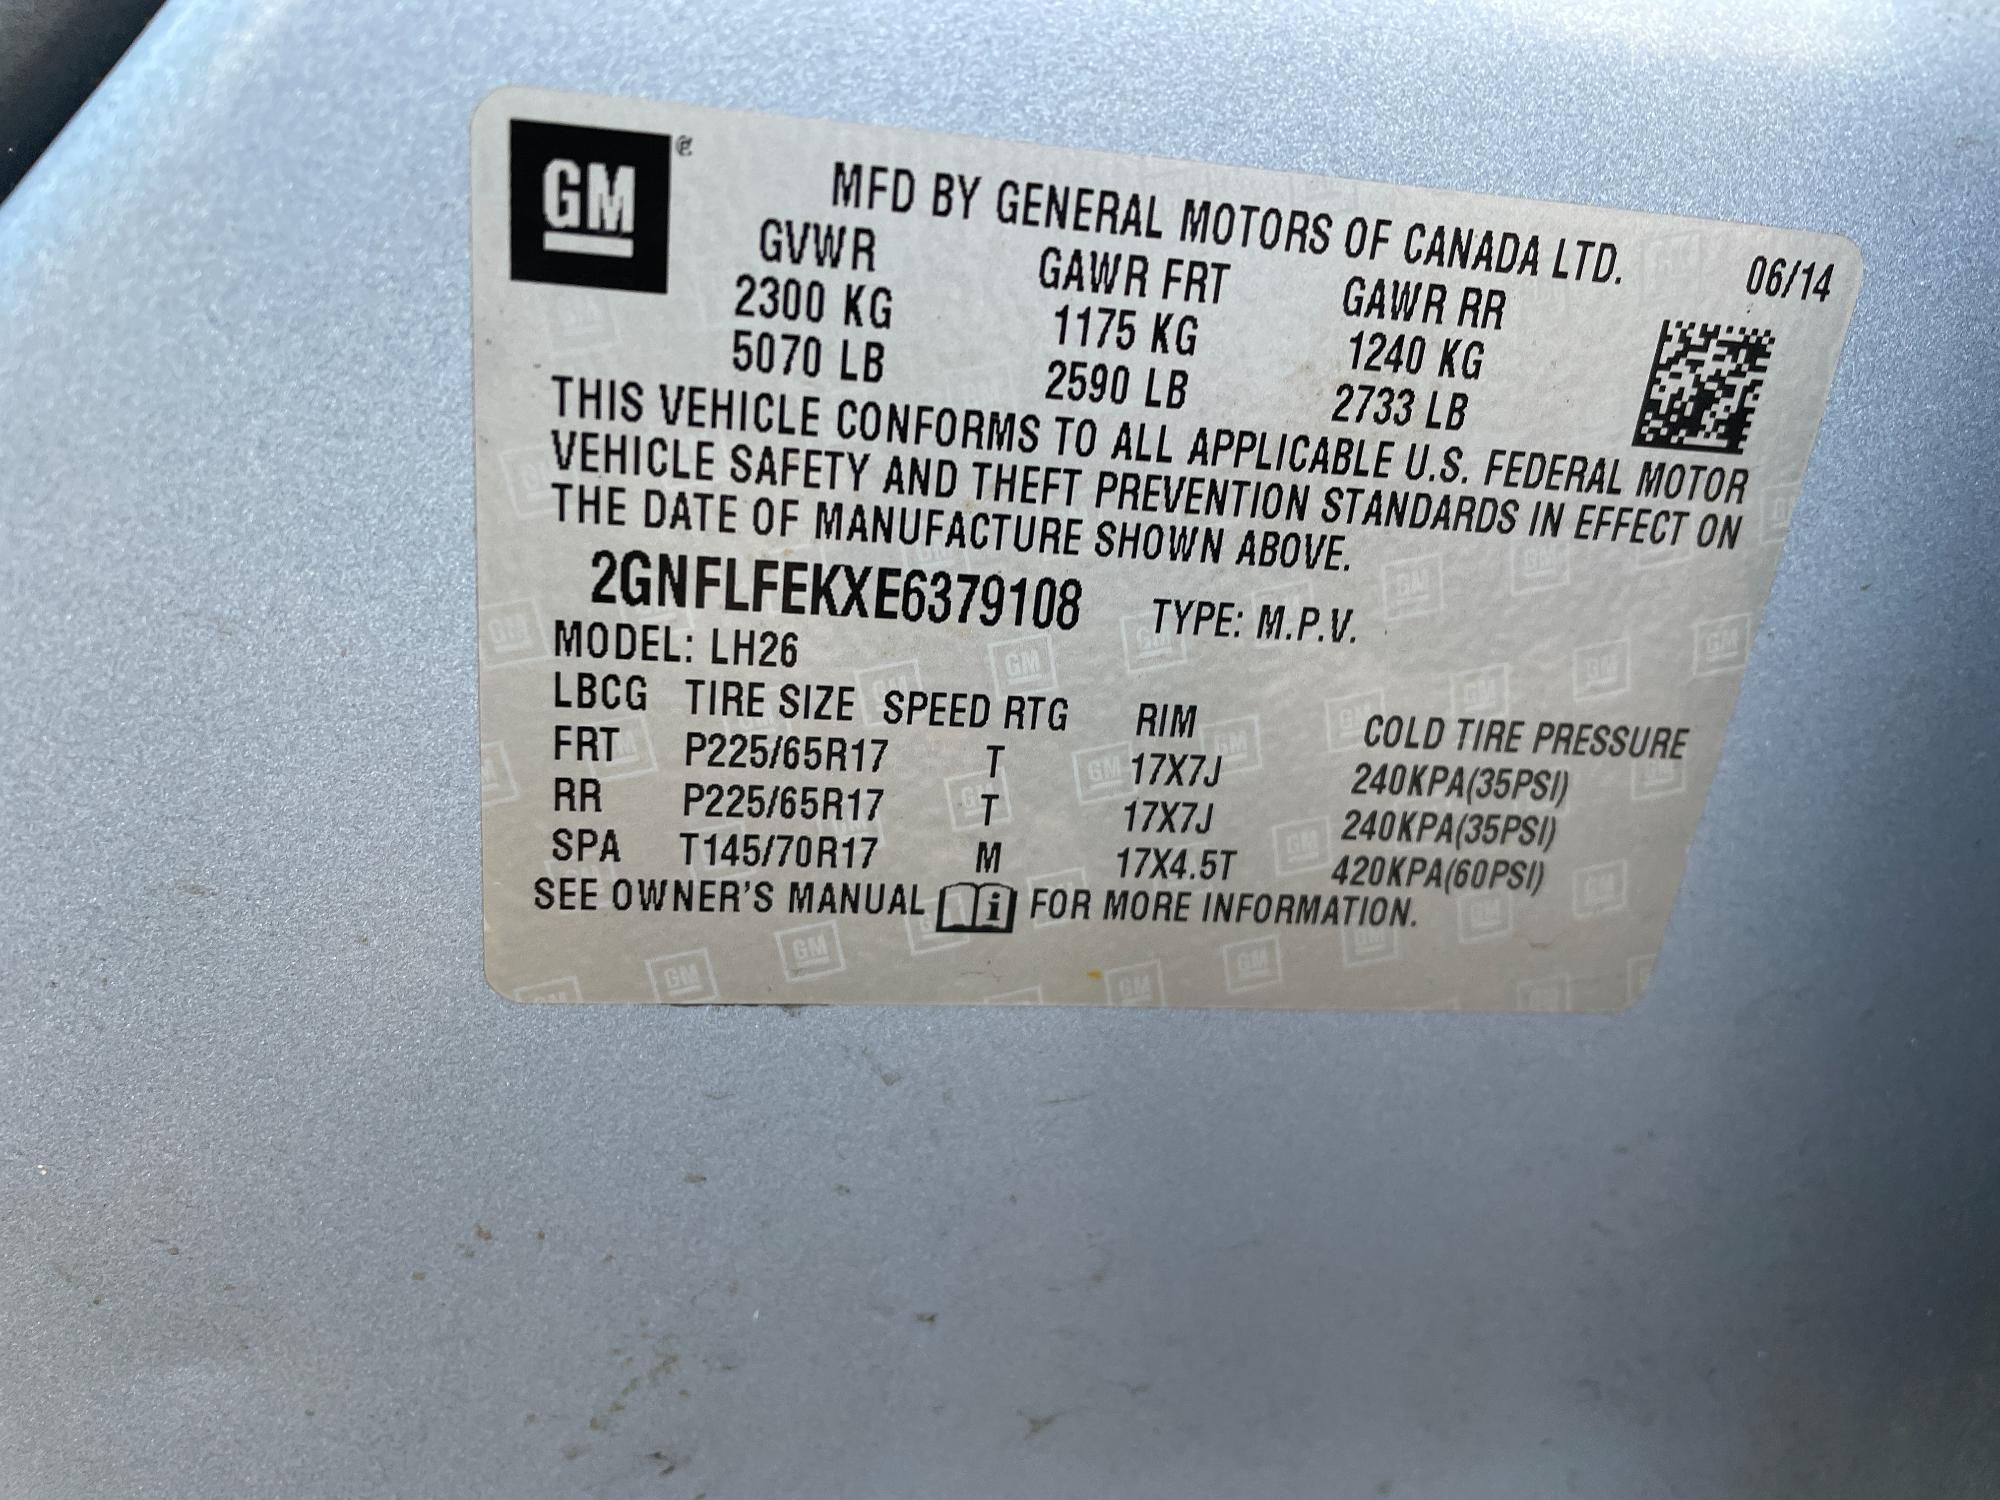 GM
MFD BY GENERAL MOTORS OF CANADA LTD. 06/14
GVWR GAWR FRT GAWR RR
2300 KG 1175 KG 1240 KG
5070 LB 2590 LB 2733 LB
THIS VEHICLE CONFORMS TO ALL APPLICABLE U.S. FEDERAL MOTOR
VEHICLE SAFETY AND THEFT PREVENTION STANDARDS IN EFFECT ON
THE DATE OF MANUFACTURE SHOWN ABOVE.
2GNFLFEKXE6379108 TYPE: M.P.V.
MODEL: LH26
LBCG TIRE SIZE SPEED RTG RIM COLD TIRE PRESSURE
FRT P225/65R17 T 17X7J 240KPA(35PSI)
RR P225/65R17 T 17X7J 240KPA(35PSI)
SPA T145/70R17 M 17X4.5T 420KPA(60PSI)
SEE OWNER'S MANUAL i FOR MORE INFORMATION.